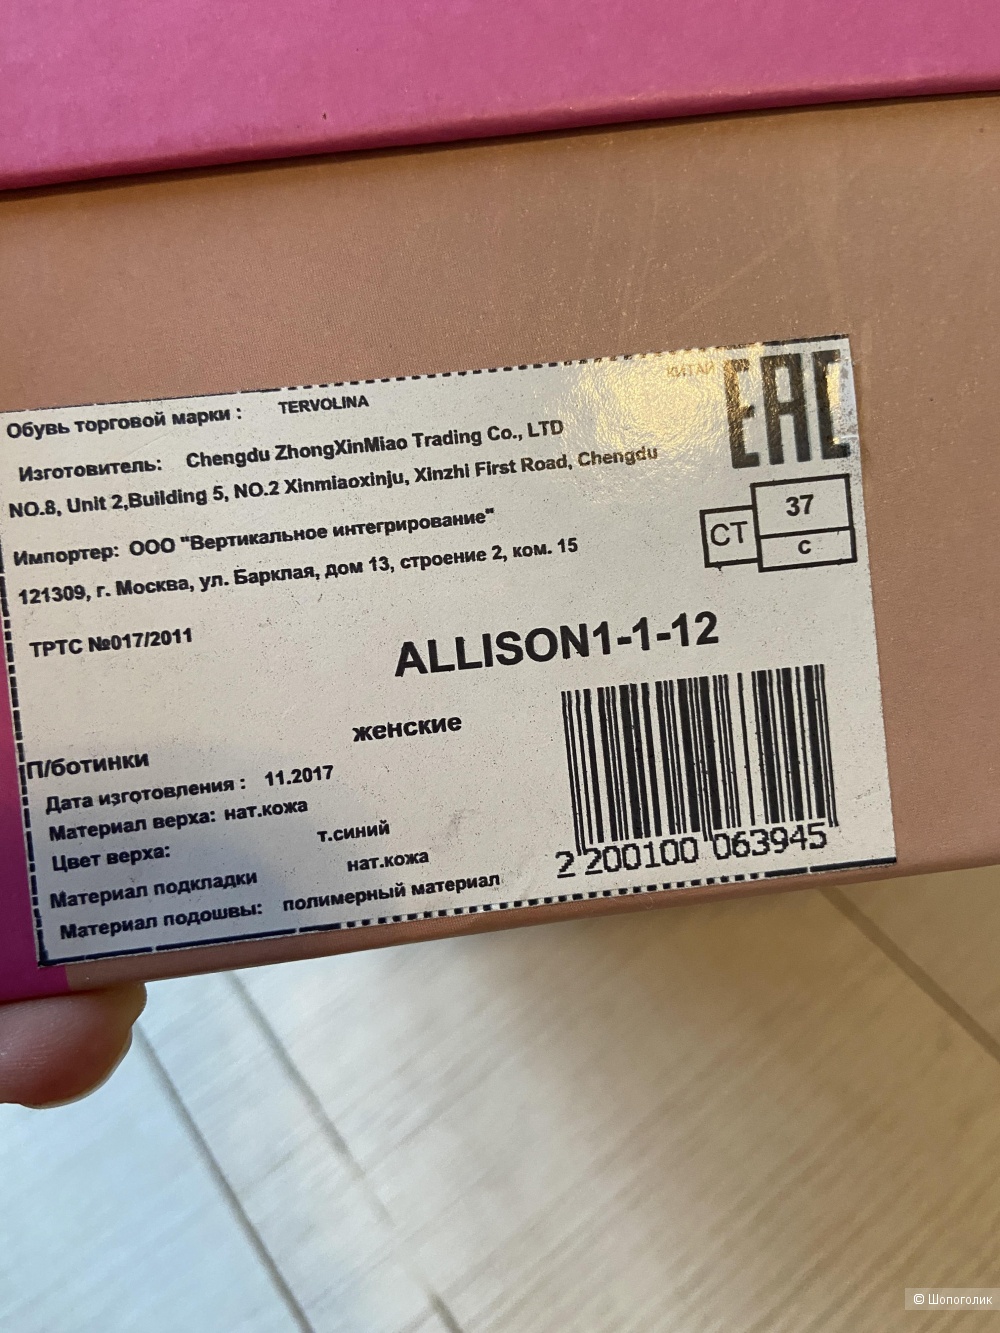 КИТАЙ
EAC
Обувь торговой марки : TERVOLINA
Изготовитель: Chengdu ZhongXinMiao Trading Co., LTD
NO.8, Unit 2,Building 5, NO.2 Xinmiaoxinju, Xinzhi First Road, Chengdu
Импортер: ООО "Вертикальное интегрирование"
121309, г. Москва, ул. Барклая, дом 13, строение 2, ком. 15
СТ
37
С
ТРТС №017/2011
ALLISON1-1-12
женские
П/ботинки
Дата изготовления : 11.2017
Материал верха: нат.кожа
Цвет верха: т.синий
Материал подкладки нат.кожа
Материал подошвы: полимерный материал
2 200100 063945
© Шопоголик